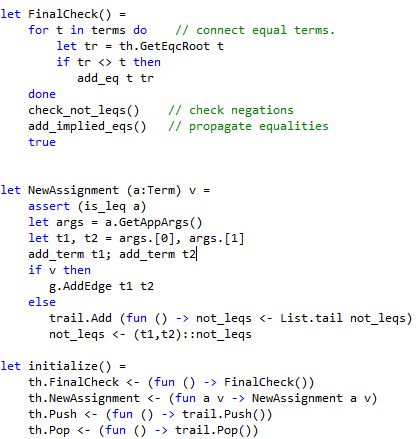 let FinalCheck() =
    for t in terms do    // connect equal terms.
        let tr = th.GetEqcRoot t
        if tr <> t then
           add_eq t tr
    done
    check_not_leqs()    // check negations
    add_implied_eqs()   // propagate equalities
    true
let NewAssignment (a:Term) v =
    assert (is_leq a)
    let args = a.GetAppArgs()
    let t1, t2 = args.[0], args.[1]
    add_term t1; add_term t2
    if v then
       g.AddEdge t1 t2
    else
       trail.Add (fun () -> not_leqs <- List.tail not_leqs)
       not_leqs <- (t1,t2)::not_leqs
let initialize() =
    th.FinalCheck <- (fun () -> FinalCheck())
    th.NewAssignment <- (fun a v -> NewAssignment a v)
    th.Push <- (fun () -> trail.Push())
    th.Pop <- (fun () -> trail.Pop())